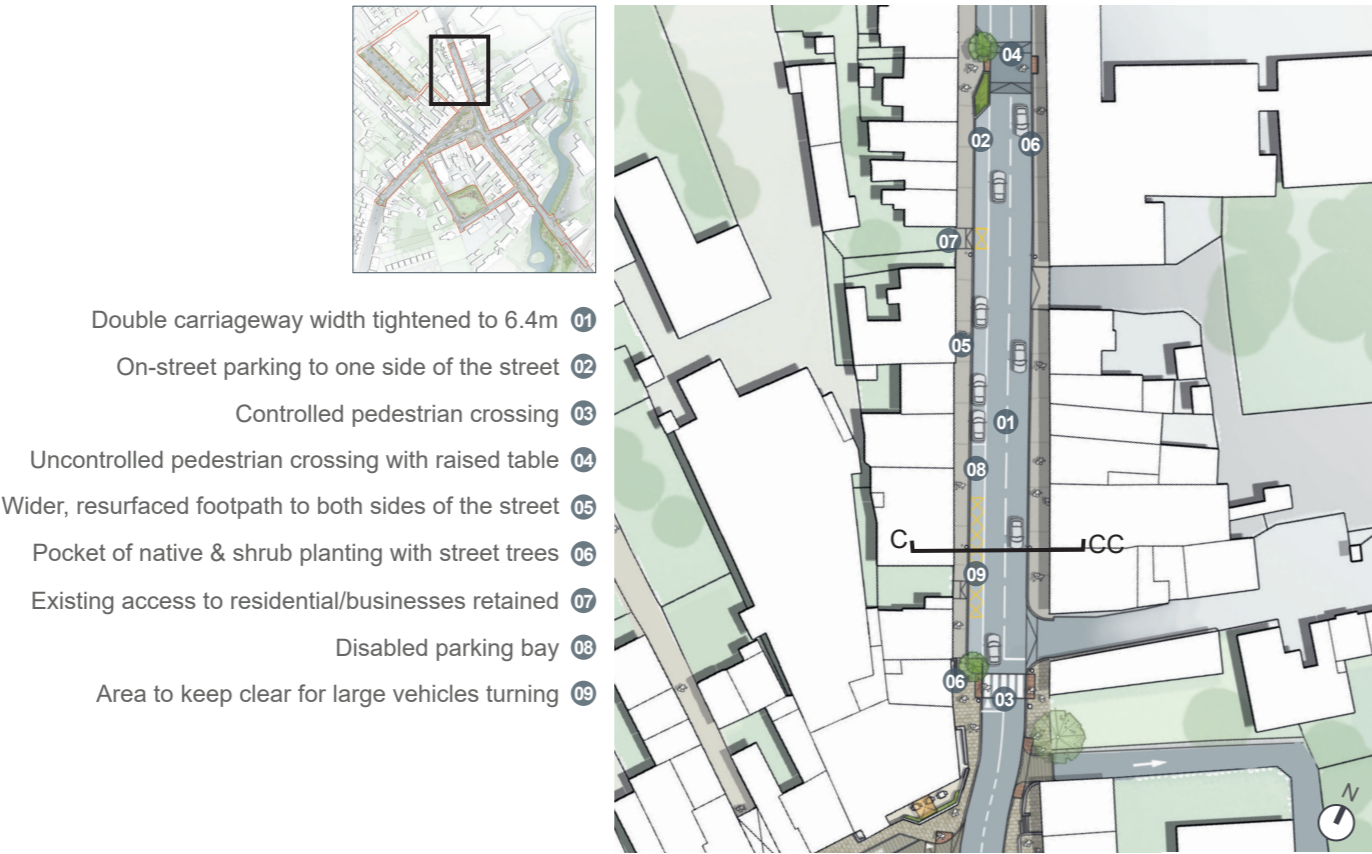 Double carriageway width tightened to 6.4m 01
On-street parking to one side of the street 02
Controlled pedestrian crossing 03
Uncontrolled pedestrian crossing with raised table 04
Wider, resurfaced footpath to both sides of the street 05
Pocket of native & shrub planting with street trees 06
Existing access to residential/businesses retained 07
Disabled parking bay 08
Area to keep clear for large vehicles turning 09
04
02
06
07
05
01
08
C
CC
09
06
03
N